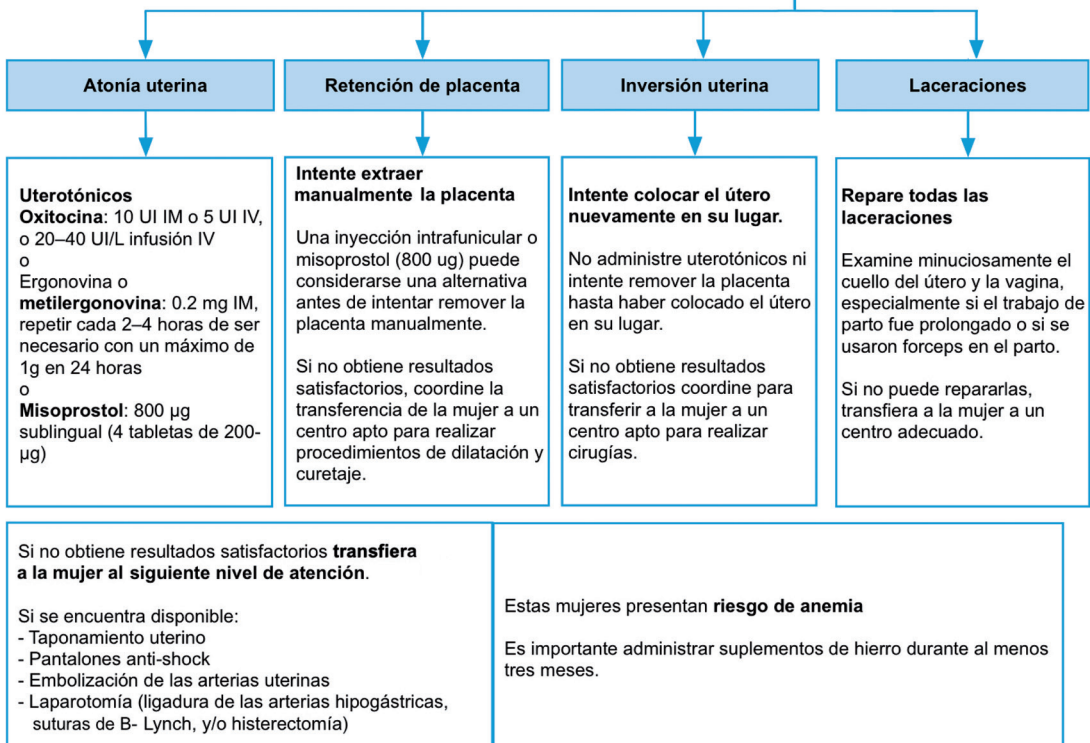 Atonía uterina
Retención de placenta
Inversión uterina
Laceraciones
Uterotónicos
Oxitocina: 10 UI IM o 5 UI IV,
o 20–40 UI/L infusión IV
o
Ergonovina o
metilergonovina: 0.2 mg IM,
repetir cada 2–4 horas de ser
necesario con un máximo de
1g en 24 horas
o
Misoprostol: 800 µg
sublingual (4 tabletas de 200-
µg)
Intente extraer
manualmente la placenta
Una inyección intrafunicular o
misoprostol (800 ug) puede
considerarse una alternativa
antes de intentar remover la
placenta manualmente.
Si no obtiene resultados
satisfactorios, coordine la
transferencia de la mujer a un
centro apto para realizar
procedimientos de dilatación y
curetaje.
Intente colocar el útero
nuevamente en su lugar.
No administre uterotónicos ni
intente remover la placenta
hasta haber colocado el útero
en su lugar.
Si no obtiene resultados
satisfactorios coordine para
transferir a la mujer a un
centro apto para realizar
cirugías.
Repare todas las
laceraciones
Examine minuciosamente el
cuello del útero y la vagina,
especialmente si el trabajo de
parto fue prolongado o si se
usaron forceps en el parto.
Si no puede repararlas,
transfiera a la mujer a un
centro adecuado.
Si no obtiene resultados satisfactorios transfiera
a la mujer al siguiente nivel de atención.
Si se encuentra disponible:
- Taponamiento uterino
- Pantalones anti-shock
- Embolización de las arterias uterinas
- Laparotomía (ligadura de las arterias hipogástricas,
suturas de B- Lynch, y/o histerectomía)
Estas mujeres presentan riesgo de anemia
Es importante administrar suplementos de hierro durante al menos
tres meses.